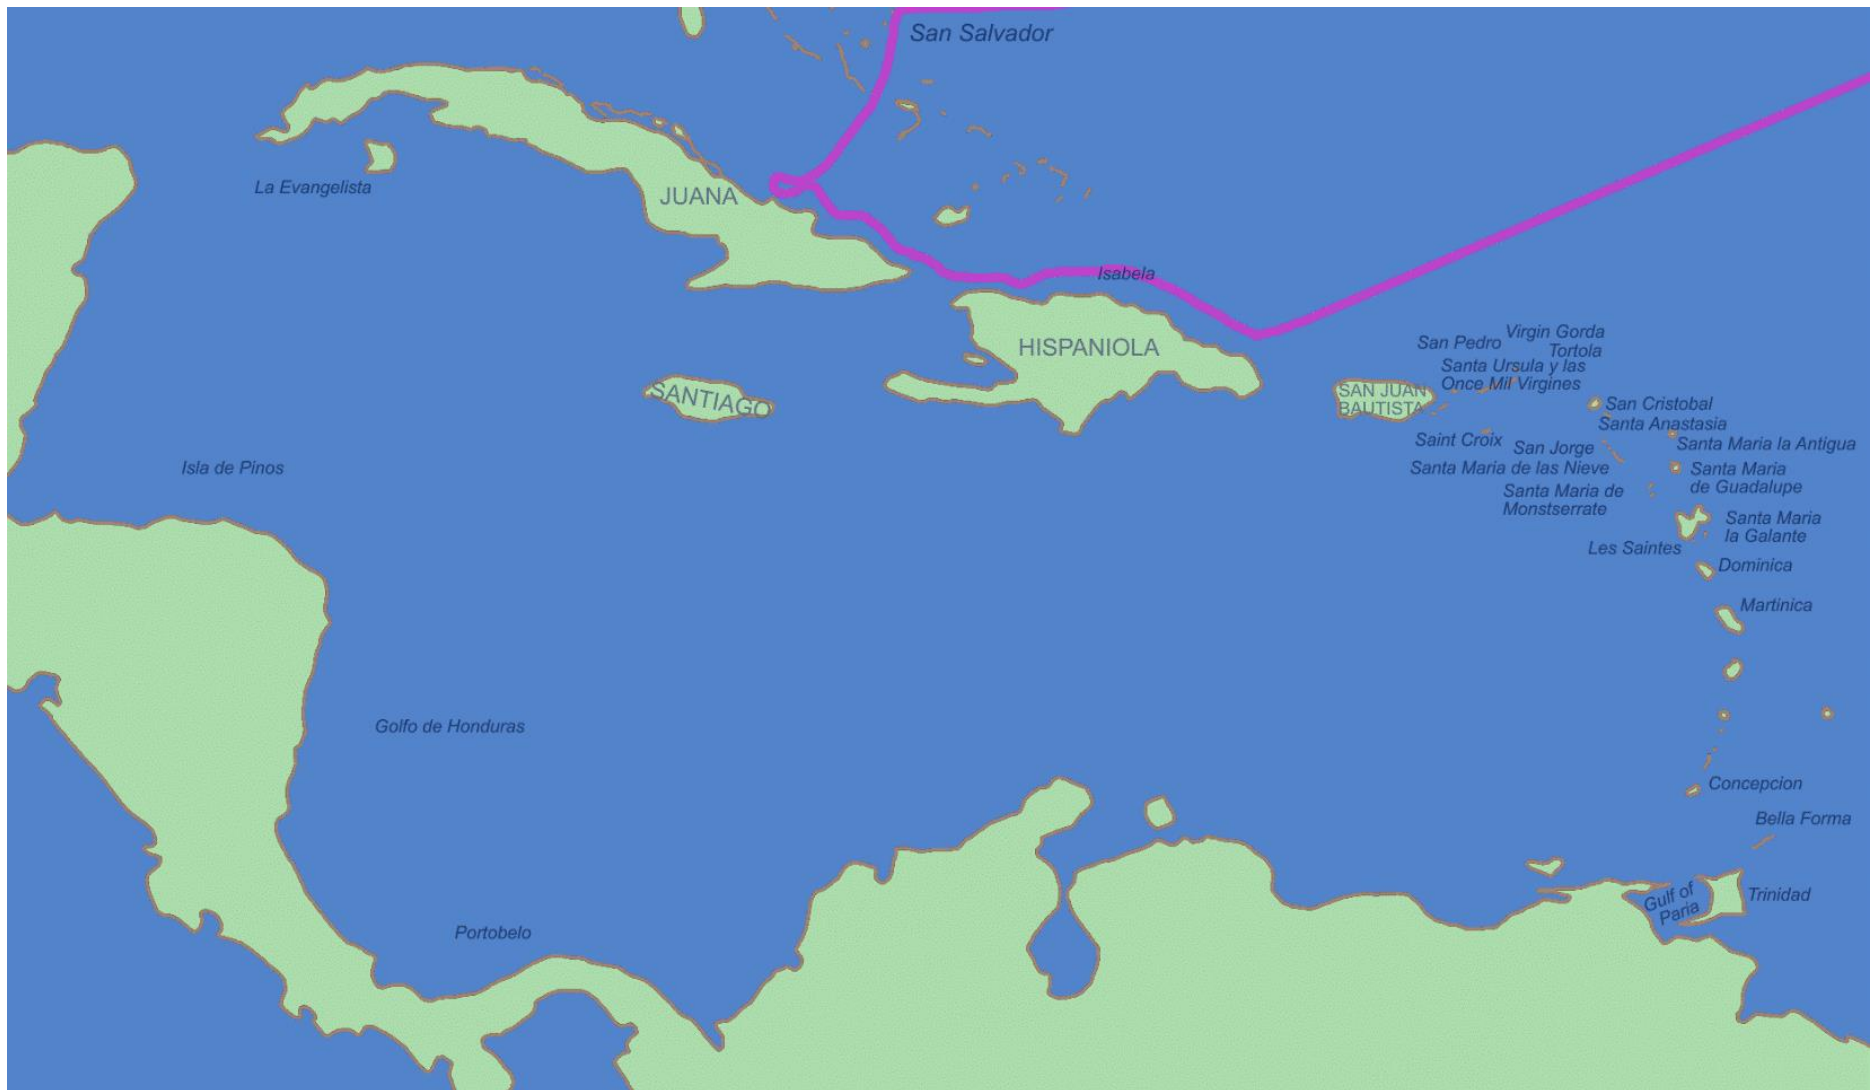 San Salvador
La Evangelista
JUANA
Isabela
HISPANIOLA
SANTIAGO
SAN JUAN
BAUTISTA
San Pedro
Virgin Gorda
Tortola
Santa Ursula y las
Once Mil Virgines
San Cristobal
Santa Anastasia
Saint Croix
San Jorge
Santa Maria la Antigua
Santa Maria de las Nieve
Santa Maria
de Guadalupe
Santa Maria de
Monstserrate
Santa Maria
la Galante
Les Saintes
Dominica
Martinica
Isla de Pinos
Golfo de Honduras
Concepcion
Bella Forma
Gulf of
Paria
Trinidad
Portobelo